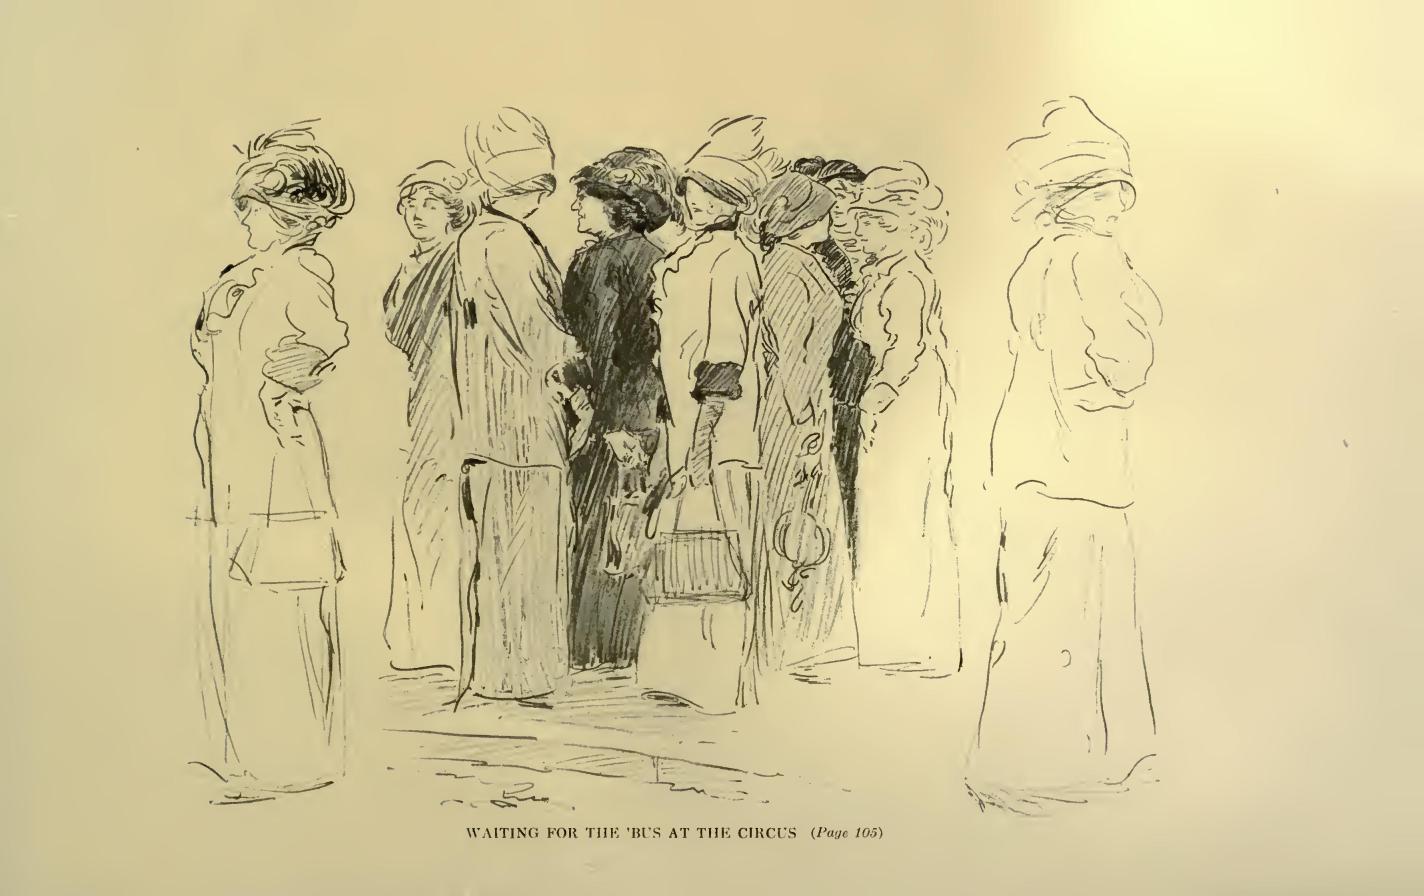 WAITING FOR THE 'BUS AT THE CIRCUS (Page 105)